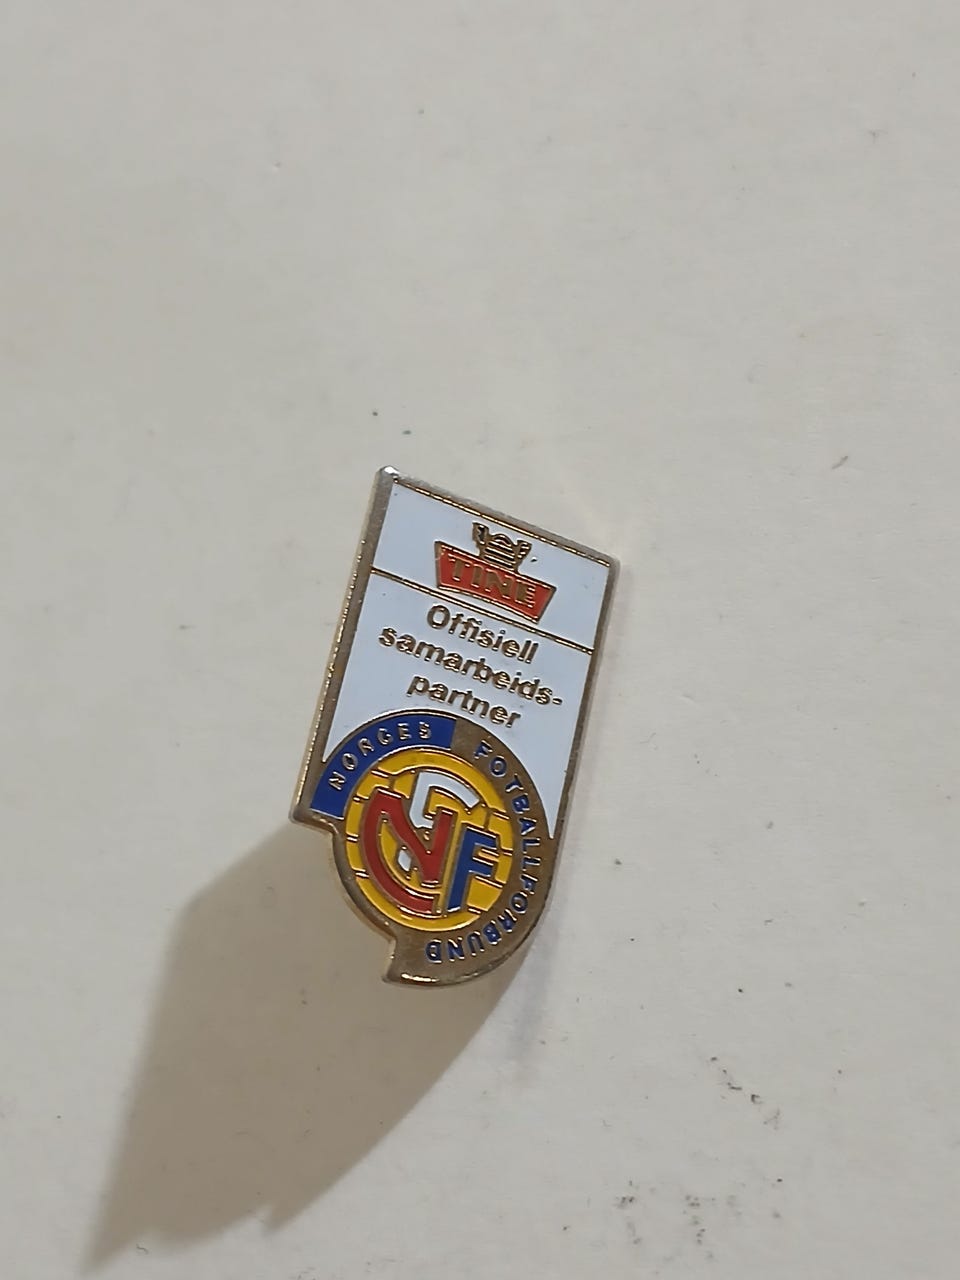 TINE
Offisiell
samarbeids-
partner
NORGES FOTBALLFORBUND
NFF